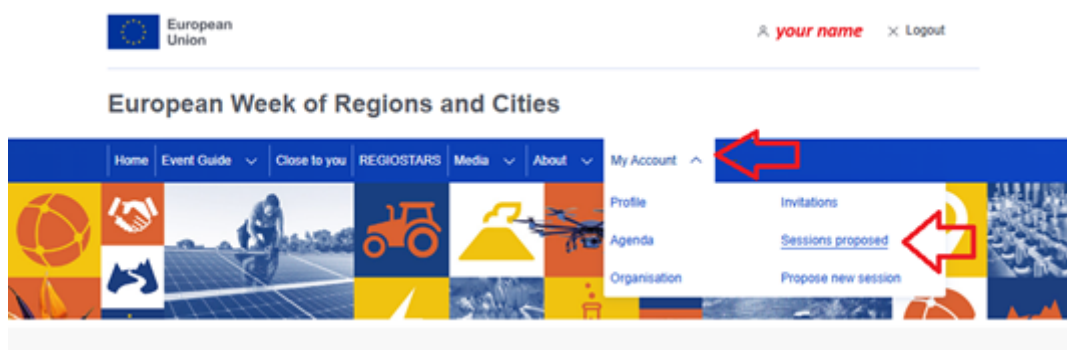 European
Union
your name
Logout
European Week of Regions and Cities
Home Event Guide Close to you REGIOSTARS Media About My Account
Profile
Invitations
Agenda
Sessions proposed
Organisation
Propose new session